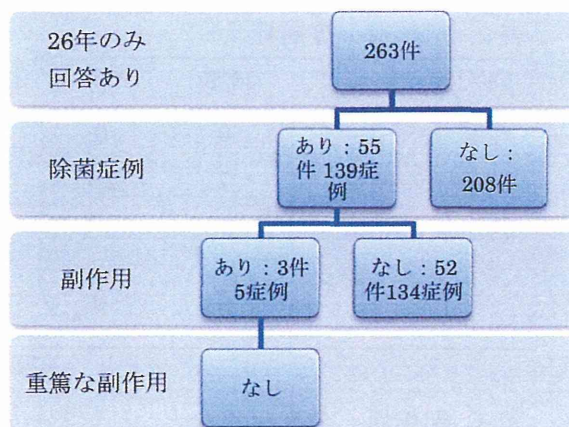 26年のみ
回答あり
263件
除菌症例
あり：55
件 139症
例
なし：
208件
副作用
あり：3件
5症例
なし：52
件134症例
重篤な副作用
なし